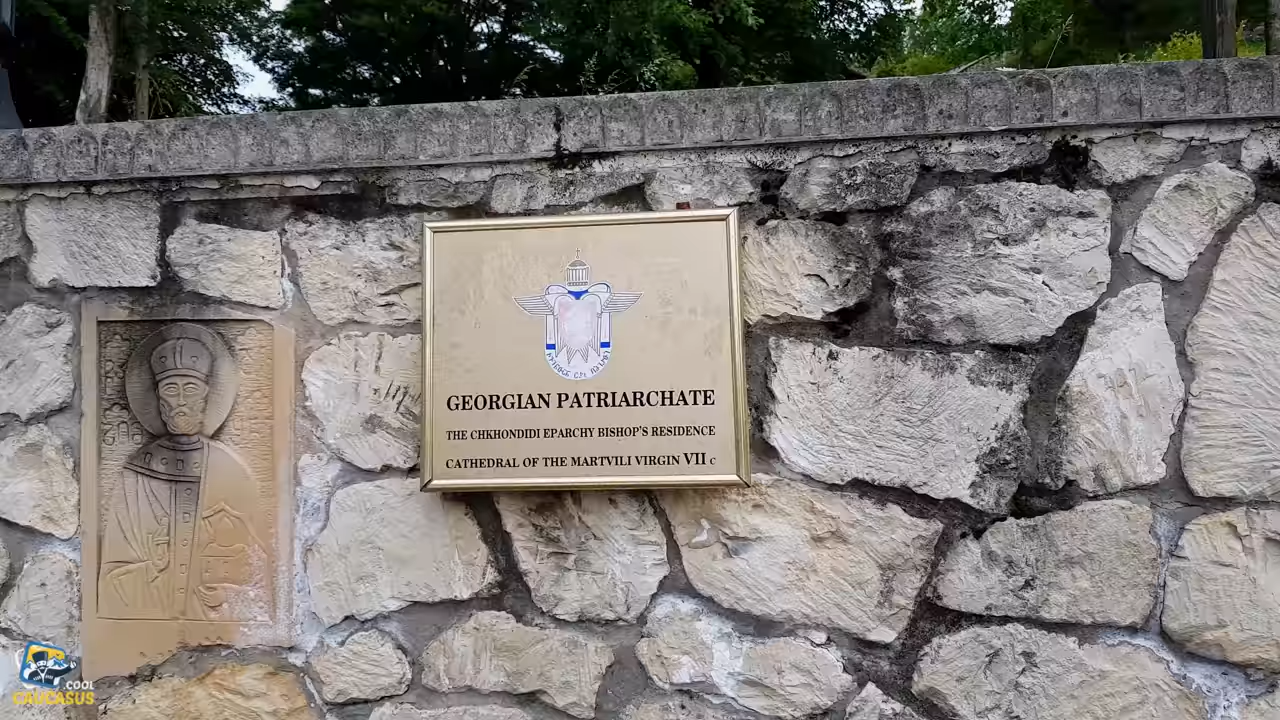 GEORGIAN PATRIARCHATE
THE CHKHONDIDI EPARCHY BISHOP'S RESIDENCE
CATHEDRAL OF THE MARTVILI VIRGIN VII C
COOL
CAUCASUS